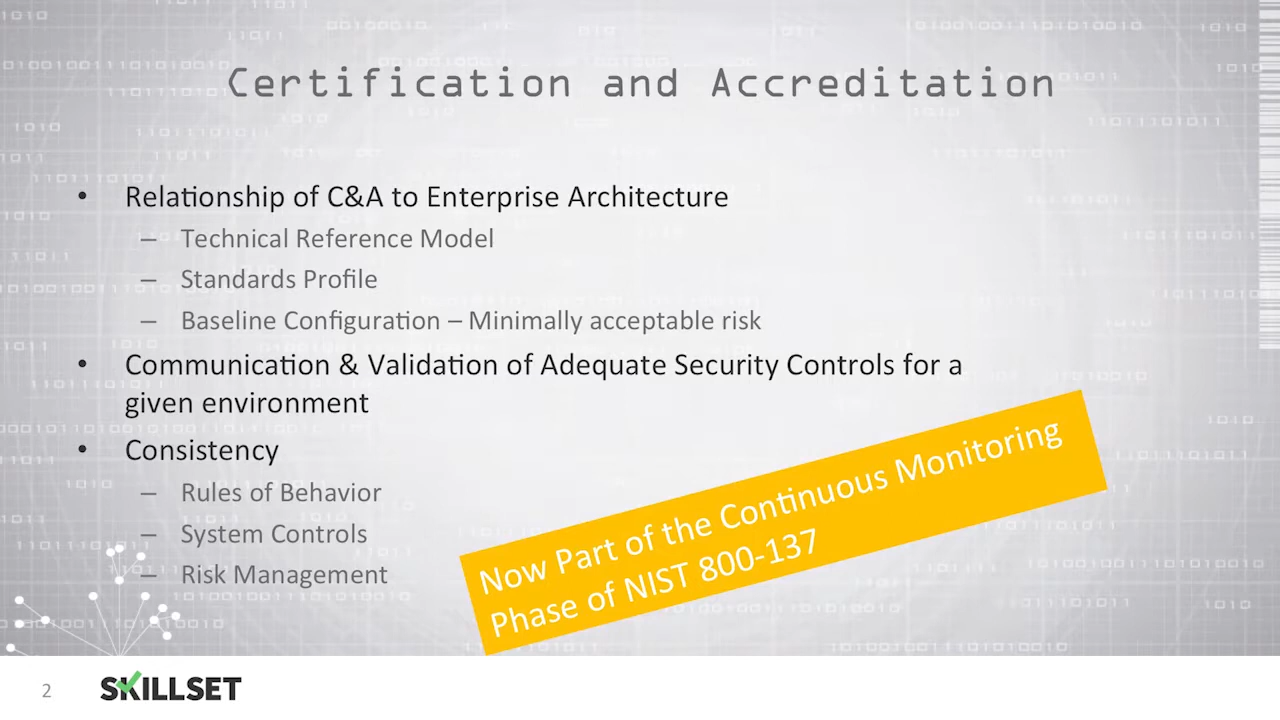 Certification and Accreditation
• Relationship of C&A to Enterprise Architecture
– Technical Reference Model
– Standards Profile
– Baseline Configuration – Minimally acceptable risk
• Communication & Validation of Adequate Security Controls for a
given environment
• Consistency
– Rules of Behavior
– System Controls
– Risk Management
Now Part of the Continuous Monitoring
Phase of NIST 800-137
2
SKILLSET